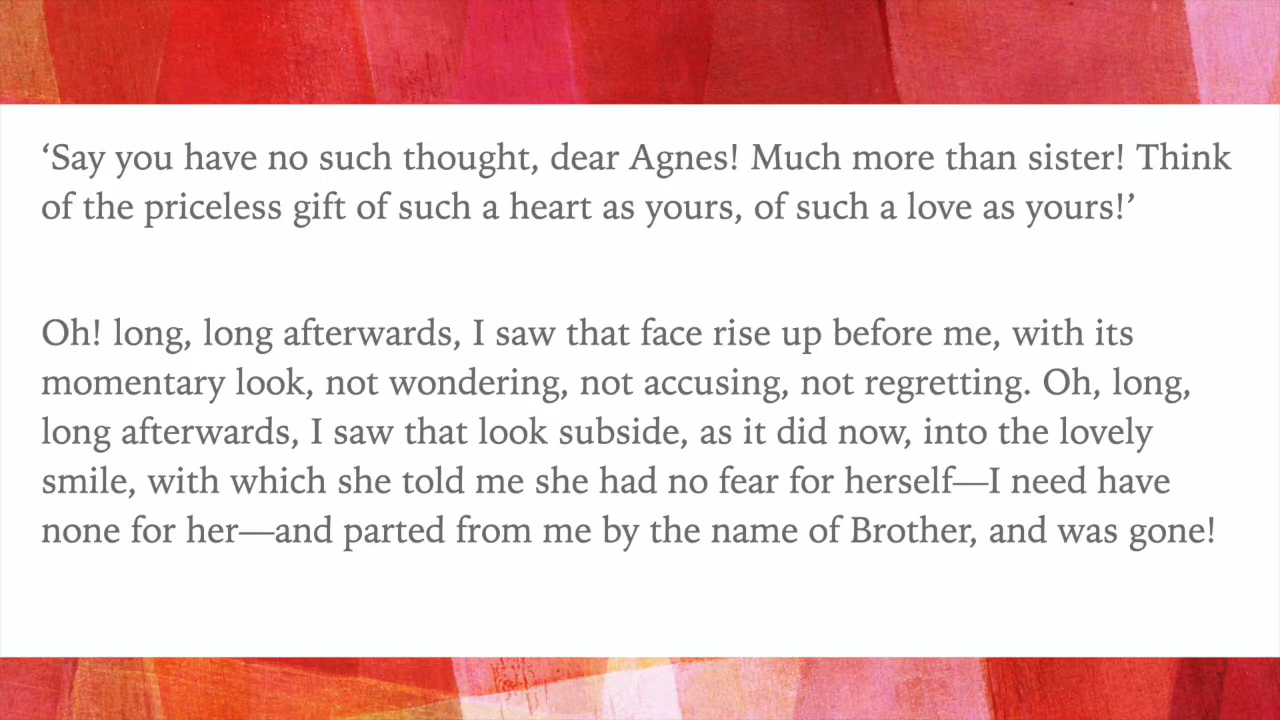 ‘Say you have no such thought, dear Agnes! Much more than sister! Think
of the priceless gift of such a heart as yours, of such a love as yours!’
Oh! long, long afterwards, I saw that face rise up before me, with its
momentary look, not wondering, not accusing, not regretting. Oh, long,
long afterwards, I saw that look subside, as it did now, into the lovely
smile, with which she told me she had no fear for herself—I need have
none for her—and parted from me by the name of Brother, and was gone!